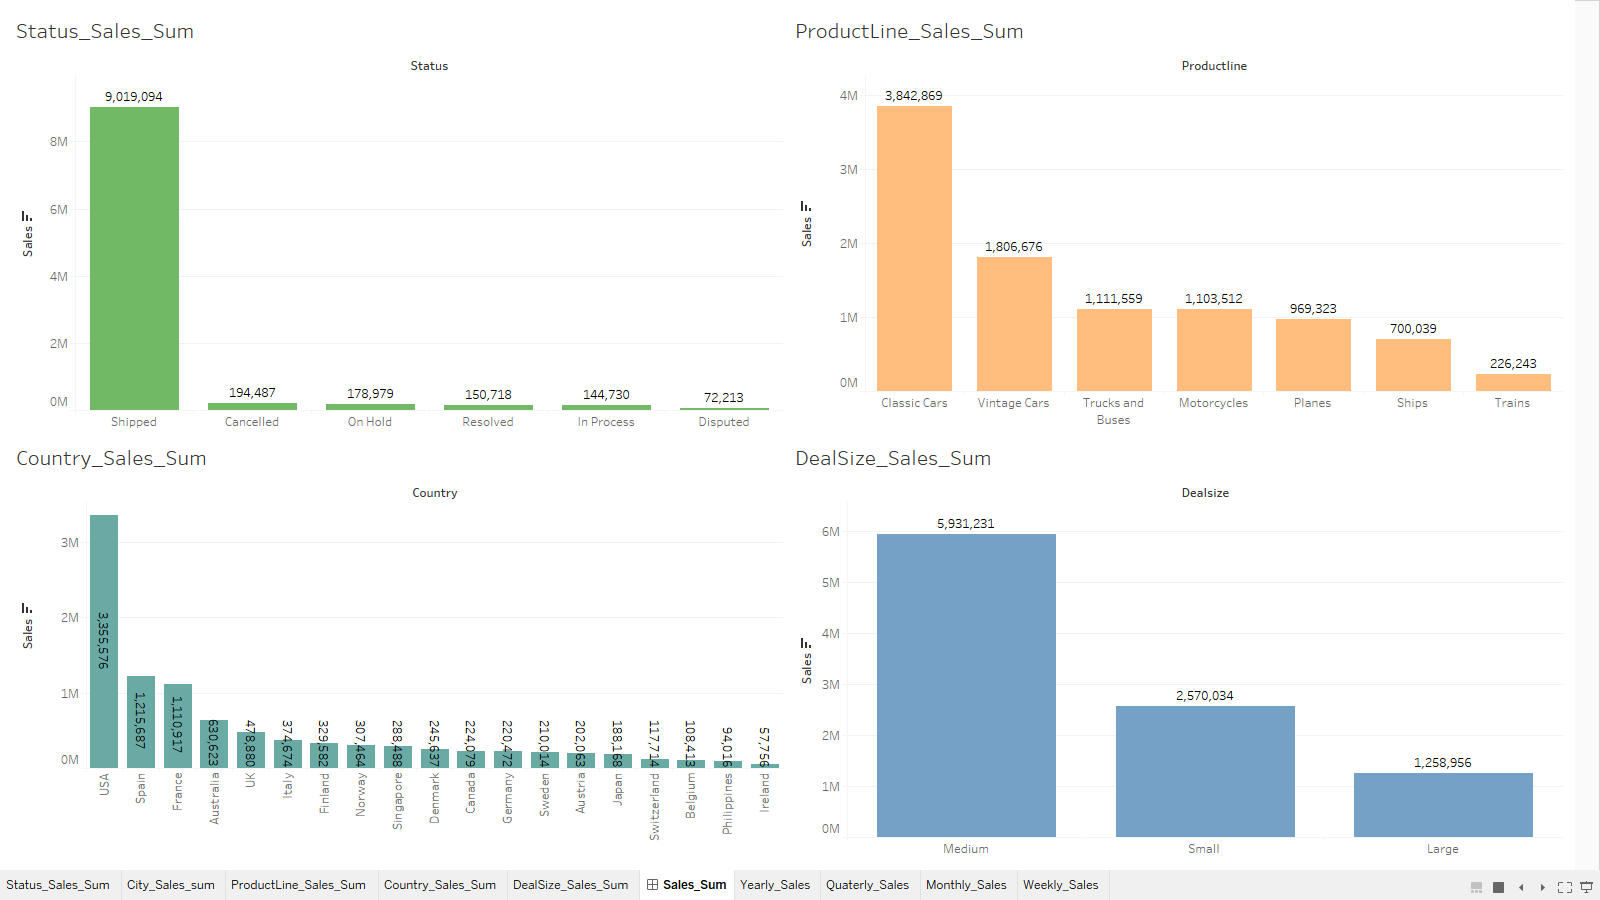 Status_Sales_Sum
Status
9,019,094
8M
6M
4M
2M
0M
Sales
194,487
178,979
150,718
144,730
72,213
Shipped
Cancelled
On Hold
Resolved
In Process
Disputed
ProductLine_Sales_Sum
Productline
4M
3M
2M
1M
0M
Sales
3,842,869
1,806,676
1,111,559
1,103,512
969,323
700,039
226,243
Classic Cars
Vintage Cars
Trucks and
Buses
Motorcycles
Planes
Ships
Trains
Country_Sales_Sum
Country
3M
2M
1M
0M
Sales
3,355,576
1,215,687
1,110,917
630,623
478,880
374,674
329,582
307,464
288,488
245,637
224,079
220,472
210,014
202,063
188,168
117,714
108,413
94,016
57,756
USA
Spain
France
Australia
UK
Italy
Finland
Norway
Singapore
Denmark
Canada
Germany
Sweden
Austria
Japan
Switzerland
Belgium
Philippines
Ireland
DealSize_Sales_Sum
Dealsize
6M
5M
4M
3M
2M
1M
0M
Sales
5,931,231
2,570,034
1,258,956
Medium
Small
Large
Status_Sales_Sum
City_Sales_sum
ProductLine_Sales_Sum
Country_Sales_Sum
DealSize_Sales_Sum
Sales_Sum
Yearly_Sales
Quaterly_Sales
Monthly_Sales
Weekly_Sales